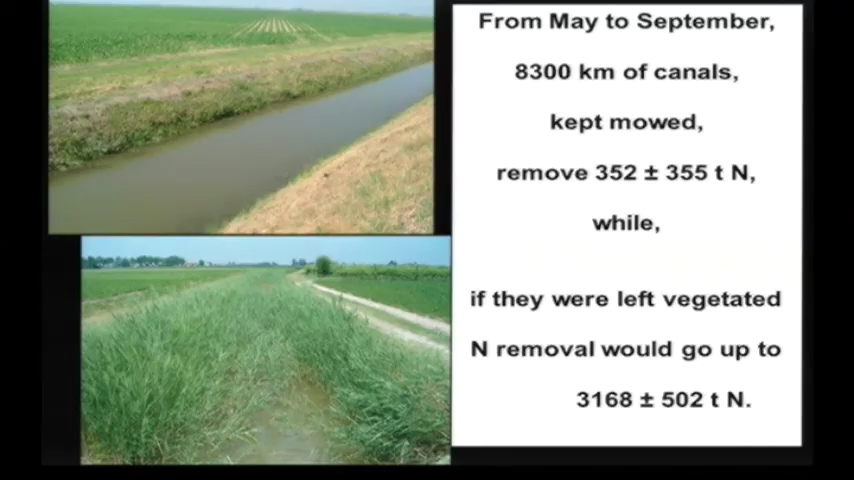 From May to September,
8300 km of canals,
kept mowed,
remove 352 ± 355 t N,
while,
if they were left vegetated
N removal would go up to
3168 ± 502 t N.